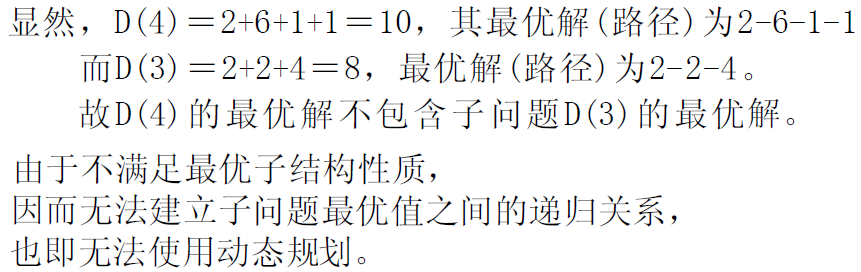 显然，D(4)＝2+6+1+1＝10，其最优解(路径)为2-6-1-1
而D(3)＝2+2+4＝8，最优解(路径)为2-2-4。
故D(4)的最优解不包含子问题D(3)的最优解。
由于不满足最优子结构性质，
因而无法建立子问题最优值之间的递归关系，
也即无法使用动态规划。